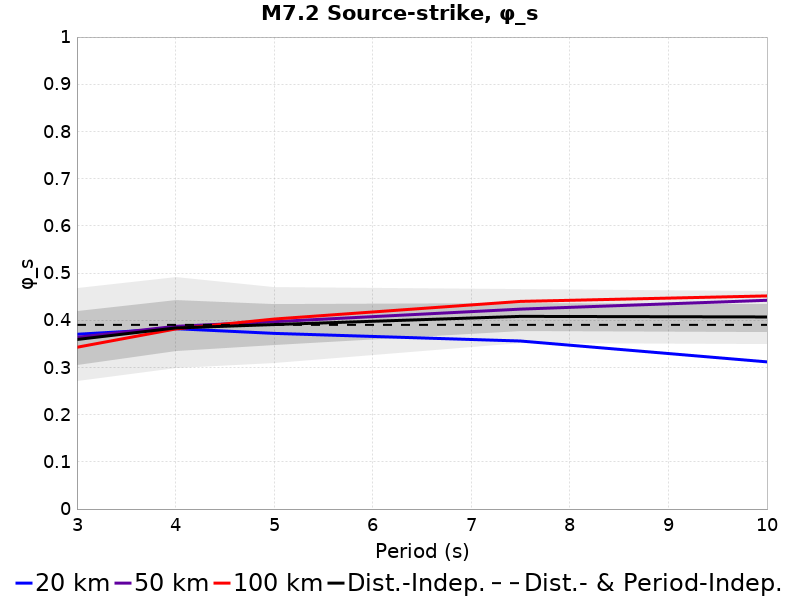 M7.2 Source-strike, φ_s
1
0.9
0.8
0.7
0.6
0.5
0.4
0.3
0.2
0.1
0
φ_s
3 4 5 6 7 8 9 10
Period (s)
20 km 50 km 100 km Dist.-Indep. Dist.- & Period-Indep.